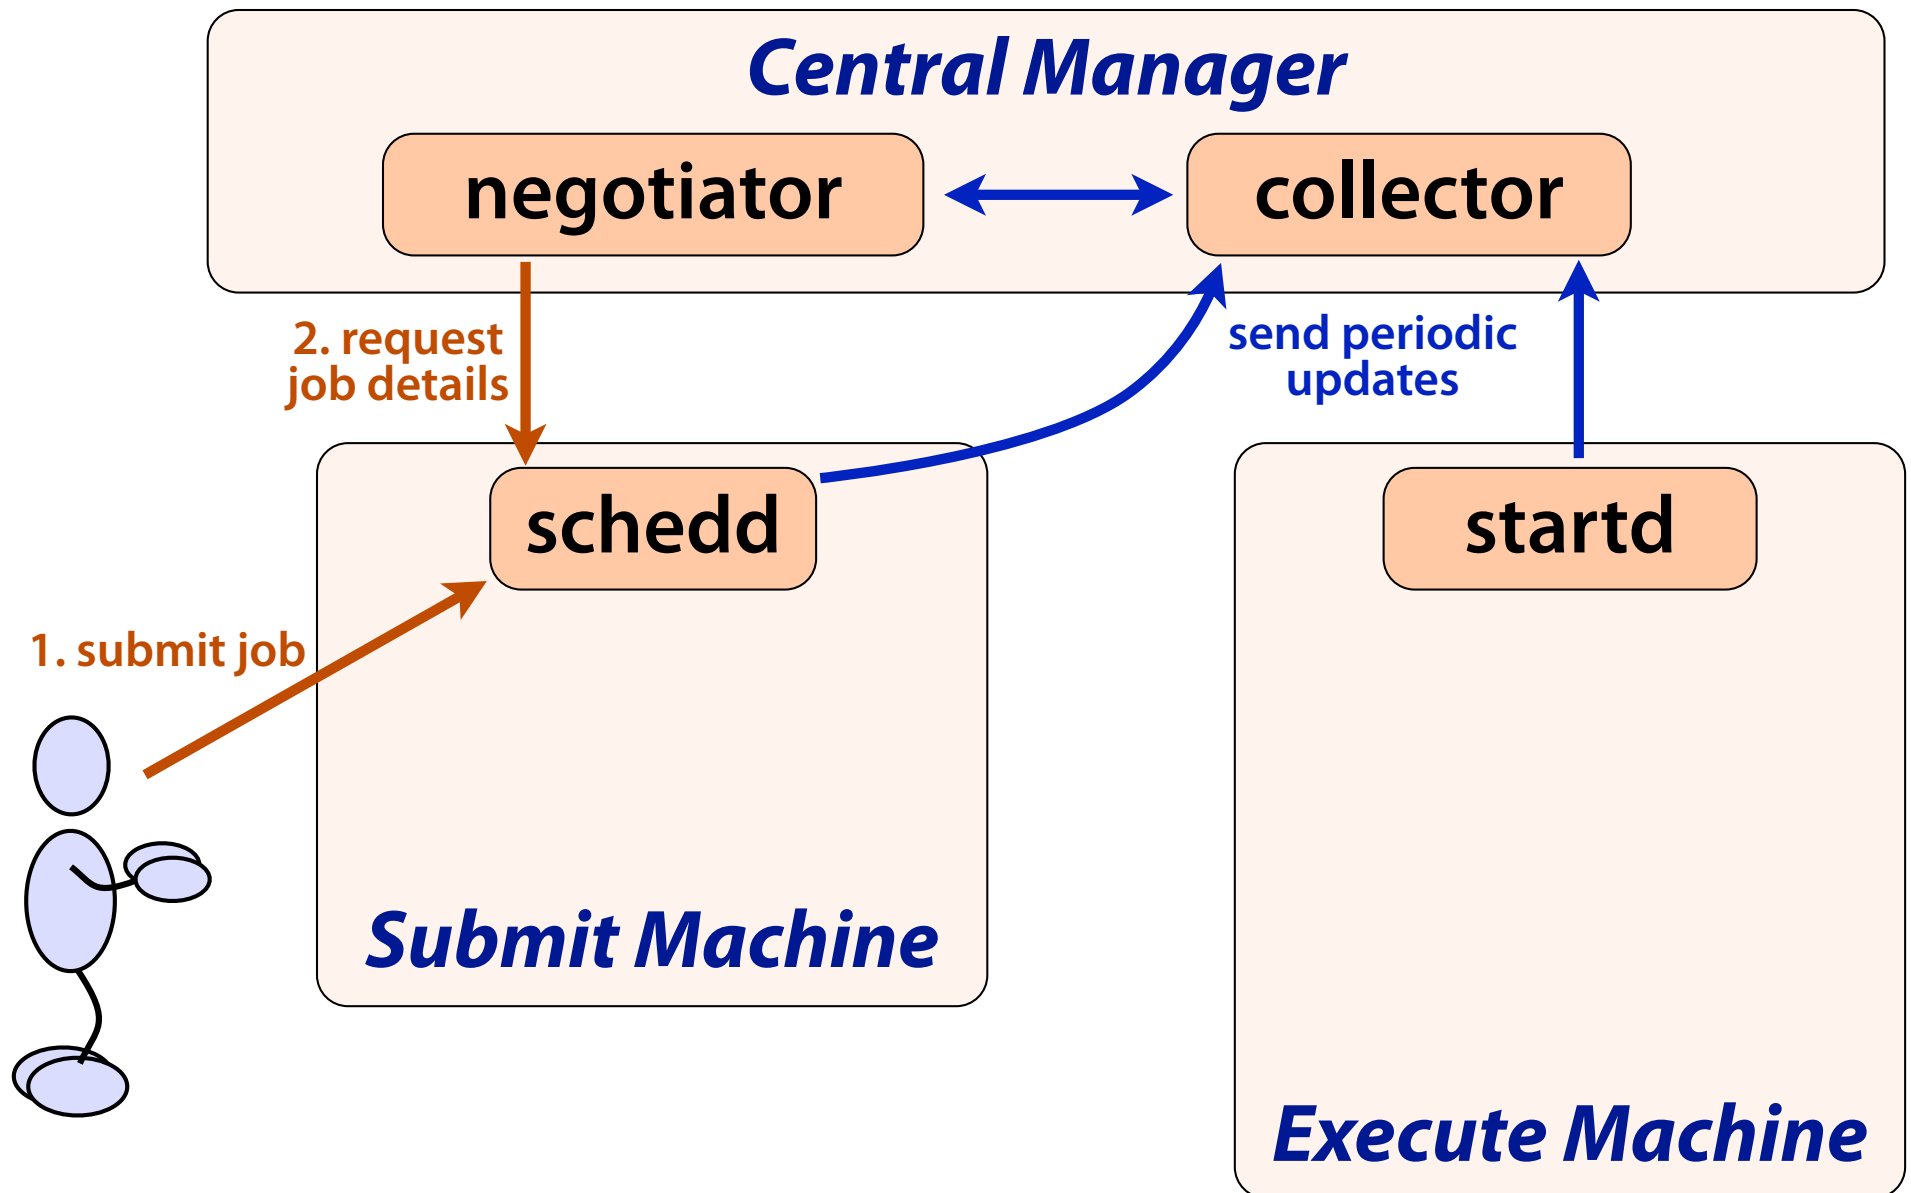 Central Manager
negotiator
collector
2. request
job details
send periodic
updates
schedd
startd
1. submit job
Submit Machine
Execute Machine